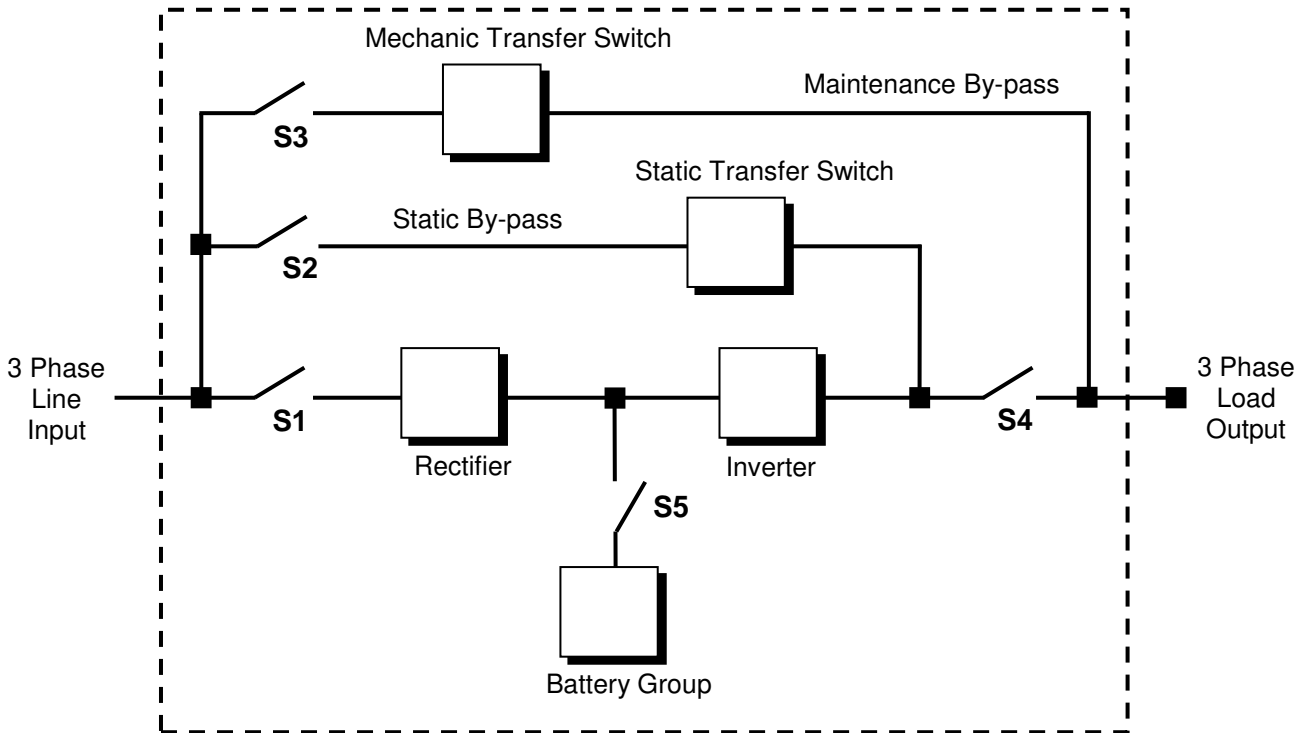 Mechanic Transfer Switch
Maintenance By-pass
S3
Static Transfer Switch
Static By-pass
S2
3 Phase
Line
Input
S1
Rectifier
Inverter
S4
3 Phase
Load
Output
S5
Battery Group